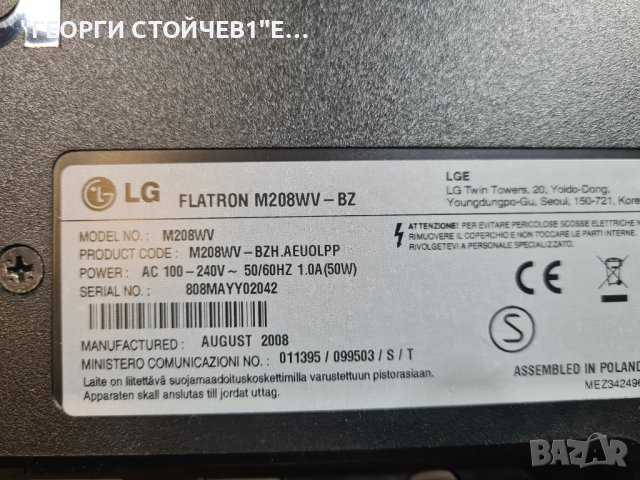 "ГЕОРГИ СТОЙЧЕВ1"Е...
LG FLATRON M208WV-BZ
MODEL NO. : M208WV
PRODUCT CODE : M208WV-BZH.AEUOLPP
POWER: AC 100-240V~ 50/60HZ 1.0A(50W)
SERIAL NO.: 808MAYY02042
MANUFACTURED : AUGUST 2008
MINISTERO COMUNICAZIONI NO. : 011395 / 099503 / S / T
Laite on liitettävä suojamaadoituskoskettimilla varustettuun pistorasiaan.
Apparaten skall anslutas till jordat uttag.
LGE
LG Twin Towers, 20, Yoido-Dong,
Youngdungpo-Gu, Seoul, 150-721, Kore
ATTENZIONE: PER EVITARE PERICOLOSE SCOSSE ELETTRICHE N
RIMUOVERE IL COPERCHIO E NON TOCCARE LE PARTI INTERNE.
RIVOLGETEVI A PERSONALE SPECIALIZZATO.
CE
S
ASSEMBLED IN POLAND
MEZ342496
BAZAR